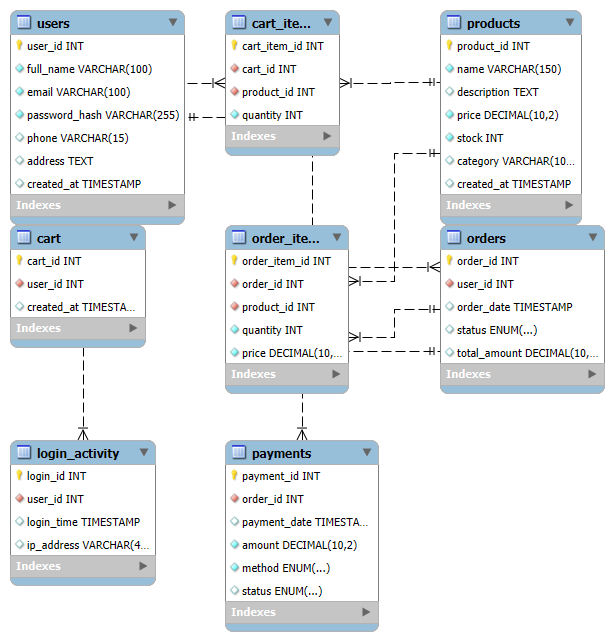 users
user_id INT
full_name VARCHAR(100)
email VARCHAR(100)
password_hash VARCHAR(255)
phone VARCHAR(15)
address TEXT
created_at TIMESTAMP
Indexes
cart_ite...
cart_item_id INT
cart_id INT
product_id INT
quantity INT
Indexes
products
product_id INT
name VARCHAR(150)
description TEXT
price DECIMAL(10,2)
stock INT
category VARCHAR(10...
created_at TIMESTAMP
Indexes
cart
cart_id INT
user_id INT
created_at TIMESTA...
Indexes
order_ite...
order_item_id INT
order_id INT
product_id INT
quantity INT
price DECIMAL(10,...
Indexes
orders
order_id INT
user_id INT
order_date TIMESTAMP
status ENUM(...)
total_amount DECIMAL(10,...
Indexes
login_activity
login_id INT
user_id INT
login_time TIMESTAMP
ip_address VARCHAR(4...
Indexes
payments
payment_id INT
order_id INT
payment_date TIMESTA...
amount DECIMAL(10,2)
method ENUM(...)
status ENUM(...)
Indexes